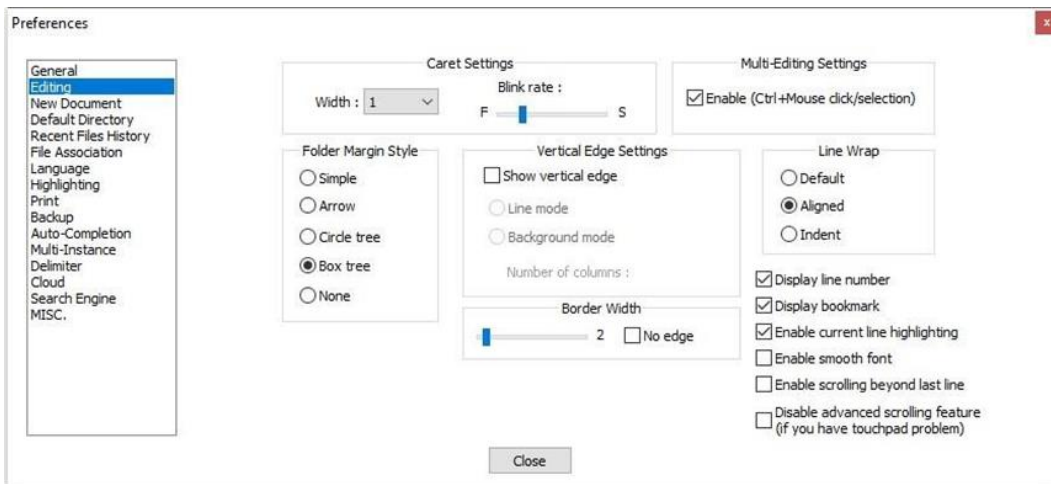 Preferences
x
General
Editing
New Document
Default Directory
Recent Files History
File Association
Language
Highlighting
Print
Backup
Auto-Completion
Multi-Instance
Delimiter
Cloud
Search Engine
MISC.
Caret Settings
Width : 1
Blink rate :
F S
Multi-Editing Settings
Enable (Ctrl+Mouse click/selection)
Folder Margin Style
Simple
Arrow
Circle tree
Box tree
None
Vertical Edge Settings
Show vertical edge
Line mode
Background mode
Number of columns :
Border Width
2 No edge
Line Wrap
Default
Aligned
Indent
Display line number
Display bookmark
Enable current line highlighting
Enable smooth font
Enable scrolling beyond last line
Disable advanced scrolling feature
(if you have touchpad problem)
Close